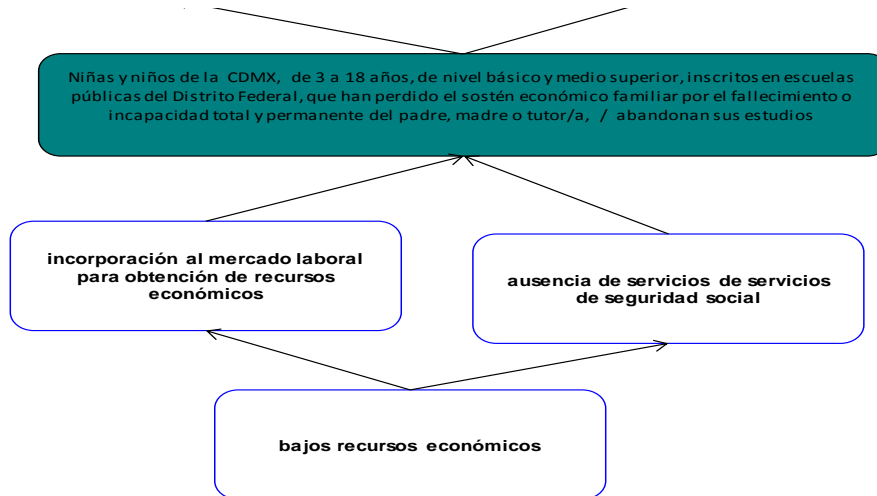 Niñas y niños de la CDMX, de 3 a 18 años, de nivel básico y medio superior, inscritos en escuelas
públicas del Distrito Federal, que han perdido el sostén económico familiar por el fallecimiento o
incapacidad total y permanente del padre, madre o tutor/a, / abandonan sus estudios
incorporación al mercado laboral
para obtención de recursos
económicos
ausencia de servicios de servicios
de seguridad social
bajos recursos económicos